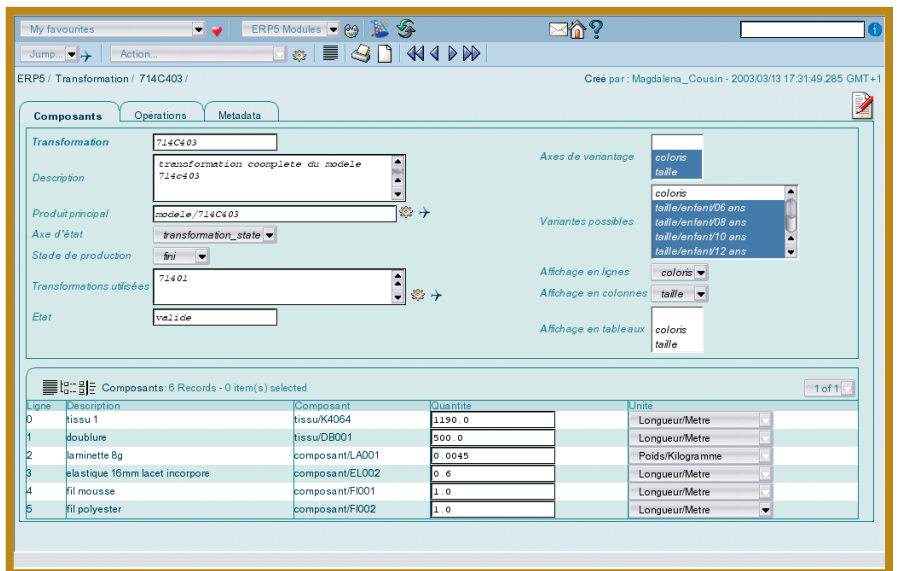 My favourites ERP5 Modules
Jump... Action...
ERP5 / Transformation / 714C403 / Créé par : Magdalena_Cousin - 2003/03/13 17:31:49.285 GMT+1
Composants Opérations Metadata
Transformation 714C403
Description transformation coomplete du modele
714c403
Produit principal modele/714C403
Axe d'état transformation_state
Stade de production fini
Transformations utilisées 71401
Etat valide
Axes de variantage coloris
taille
Variantes possibles coloris
taille/enfant/06 ans
taille/enfant/08 ans
taille/enfant/10 ans
taille/enfant/12 ans
Affichage en lignes coloris
Affichage en colonnes taille
Affichage en tableaux coloris
taille
Composants: 6 Records - 0 item(s) selected 1 of 1
Ligne Description Composant Quantité Unité
0 tissu 1 tissu/K4064 1190.0 Longueur/Metre
1 doublure tissu/DB001 500.0 Longueur/Metre
2 laminette 8g composant/LA001 0.0045 Poids/Kilogramme
3 elastique 16mm lacet incorpore composant/EL002 0.6 Longueur/Metre
4 fil mousse composant/FI001 1.0 Longueur/Metre
5 fil polyester composant/FI002 1.0 Longueur/Metre